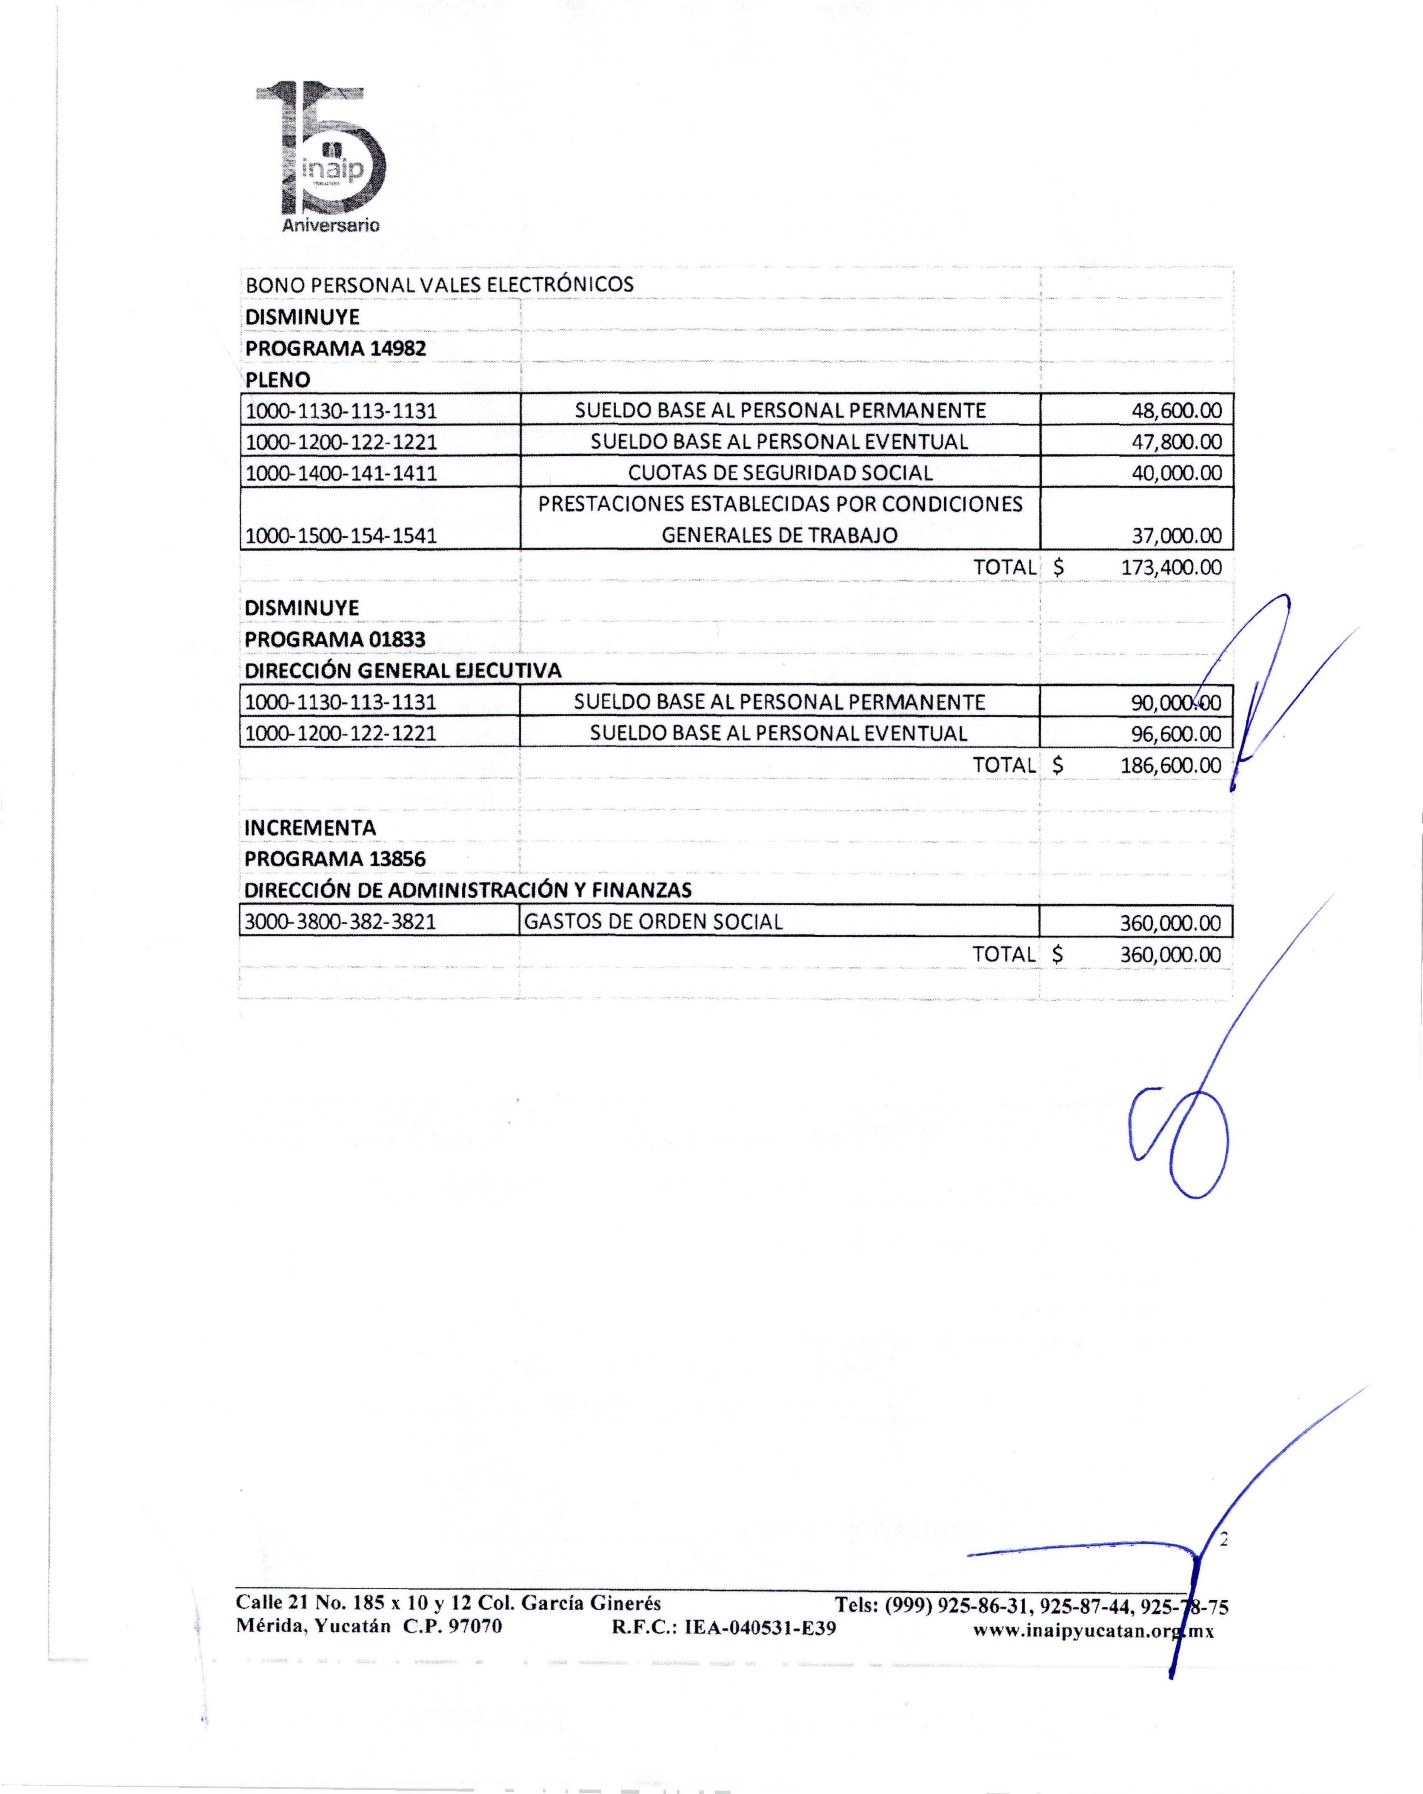 15
inaip
Aniversario
BONO PERSONAL VALES ELECTRÓNICOS
DISMINUYE
PROGRAMA 14982
PLENO
1000-1130-113-1131 SUELDO BASE AL PERSONAL PERMANENTE 48,600.00
1000-1200-122-1221 SUELDO BASE AL PERSONAL EVENTUAL 47,800.00
1000-1400-141-1411 CUOTAS DE SEGURIDAD SOCIAL 40,000.00
PRESTACIONES ESTABLECIDAS POR CONDICIONES
1000-1500-154-1541 GENERALES DE TRABAJO 37,000.00
TOTAL $ 173,400.00
DISMINUYE
PROGRAMA 01833
DIRECCIÓN GENERAL EJECUTIVA
1000-1130-113-1131 SUELDO BASE AL PERSONAL PERMANENTE 90,000.00
1000-1200-122-1221 SUELDO BASE AL PERSONAL EVENTUAL 96,600.00
TOTAL $ 186,600.00
INCREMENTA
PROGRAMA 13856
DIRECCIÓN DE ADMINISTRACIÓN Y FINANZAS
3000-3800-382-3821 GASTOS DE ORDEN SOCIAL 360,000.00
TOTAL $ 360,000.00
2
Calle 21 No. 185 x 10 y 12 Col. García Ginerés Tels: (999) 925-86-31, 925-87-44, 925-78-75
Mérida, Yucatán C.P. 97070 R.F.C.: IEA-040531-E39 www.inaipyucatan.org.mx